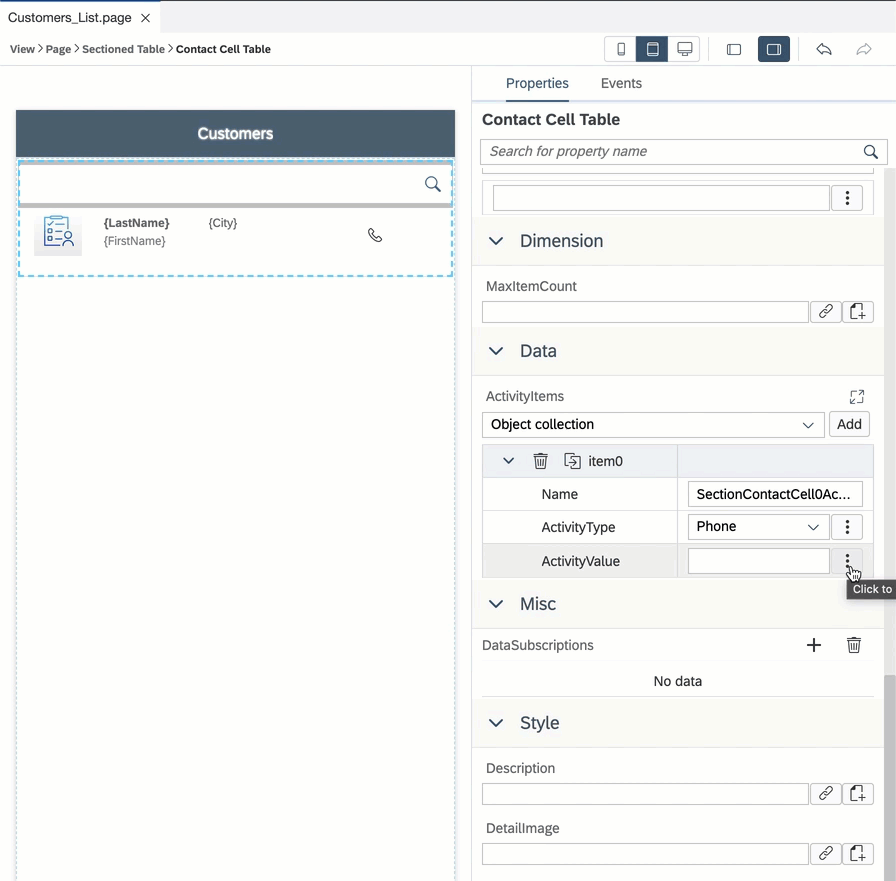 Customers_List.page
View > Page > Sectioned Table > Contact Cell Table
Properties
Events
Customers
{LastName}
{City}
{FirstName}
Contact Cell Table
Search for property name
Dimension
MaxItemCount
Data
ActivityItems
Object collection
Add
item0
Name
SectionContactCell0Ac...
ActivityType
Phone
ActivityValue
Click to
Misc
DataSubscriptions
No data
Style
Description
DetailImage